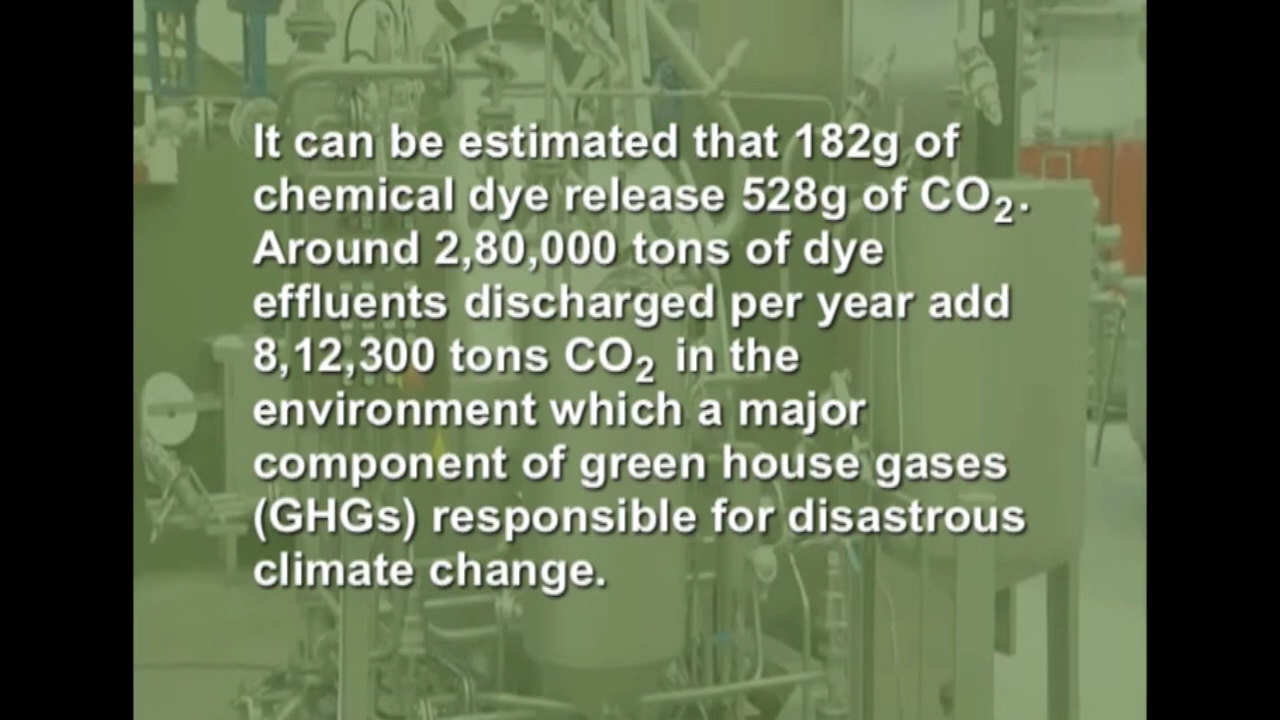 It can be estimated that 182g of
chemical dye release 528g of CO₂.
Around 2,80,000 tons of dye
effluents discharged per year add
8,12,300 tons CO₂ in the
environment which a major
component of green house gases
(GHGs) responsible for disastrous
climate change.